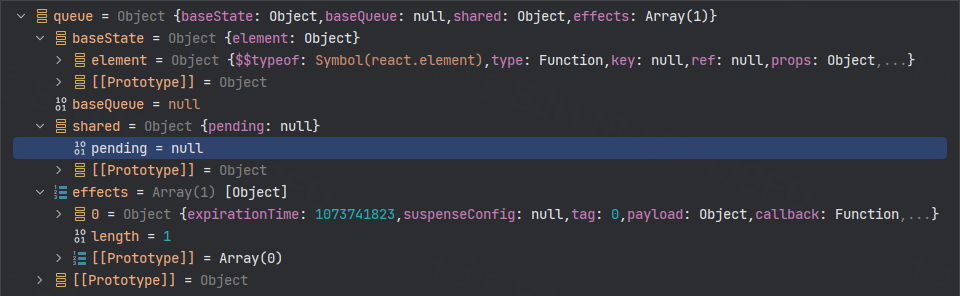 queue = Object {baseState: Object,baseQueue: null,shared: Object,effects: Array(1)}
baseState = Object {element: Object}
element = Object {$$typeof: Symbol(react.element),type: Function,key: null,ref: null,props: Object,...}
[[Prototype]] = Object
baseQueue = null
shared = Object {pending: null}
pending = null
[[Prototype]] = Object
effects = Array(1) [Object]
0 = Object {expirationTime: 1073741823,suspenseConfig: null,tag: 0,payload: Object,callback: Function,...}
length = 1
[[Prototype]] = Array(0)
[[Prototype]] = Object